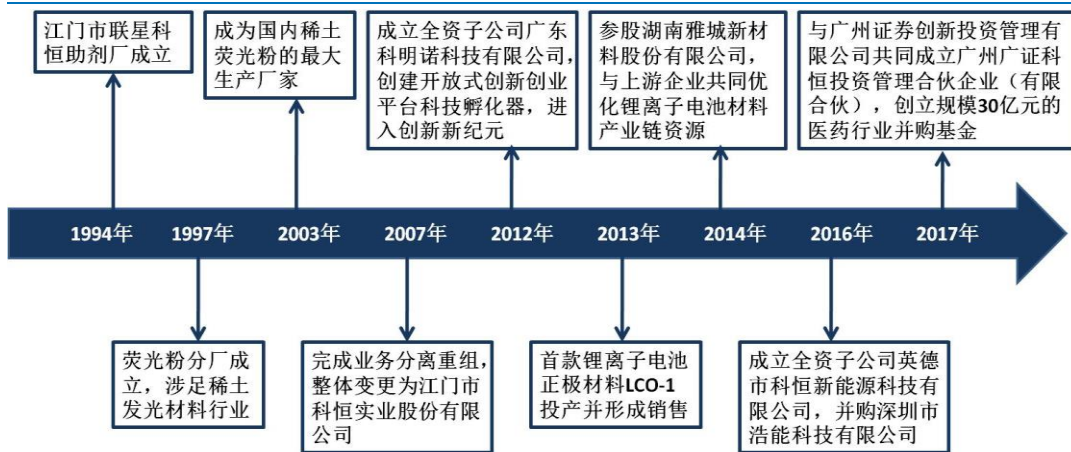 江门市联星科
恒助剂厂成立
成为国内稀土
荧光粉的最大
生产厂家
成立全资子公司广东
科明诺科技有限公司，
创建开放式创新创业
平台科技孵化器，进
入创新新纪元
参股湖南雅城新材
料股份有限公司，
与上游企业共同优
化锂离子电池材料
产业链资源
与广州证券创新投资管理有
限公司共同成立广州广证科
恒投资管理合伙企业（有限
合伙），创立规模30亿元的
医药行业并购基金
1994年
1997年
2003年
2007年
2012年
2013年
2014年
2016年
2017年
荧光粉分厂成
立，涉足稀土
发光材料行业
完成业务分离重组，
整体变更为江门市
科恒实业股份有限
公司
首款锂离子电池
正极材料LCO-1
投产并形成销售
成立全资子公司英德
市科恒新能源科技有
限公司，并购深圳市
浩能科技有限公司